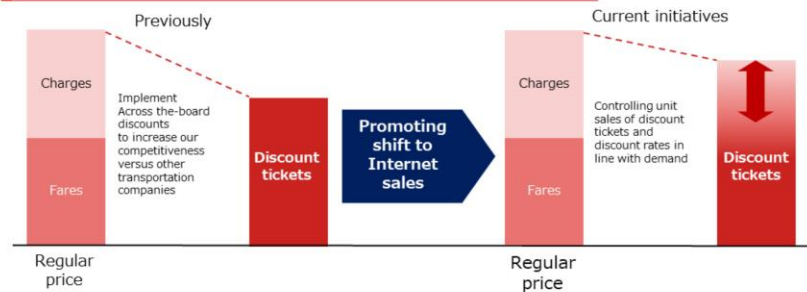 Previously
Charges
Fares
Regular
price
Implement
Across the-board
discounts
to increase our
competitiveness
versus other
transportation
companies
Discount
tickets
Promoting
shift to
Internet
sales
Current initiatives
Charges
Fares
Regular
price
Controlling unit
sales of discount
tickets and
discount rates in
line with demand
Discount
tickets